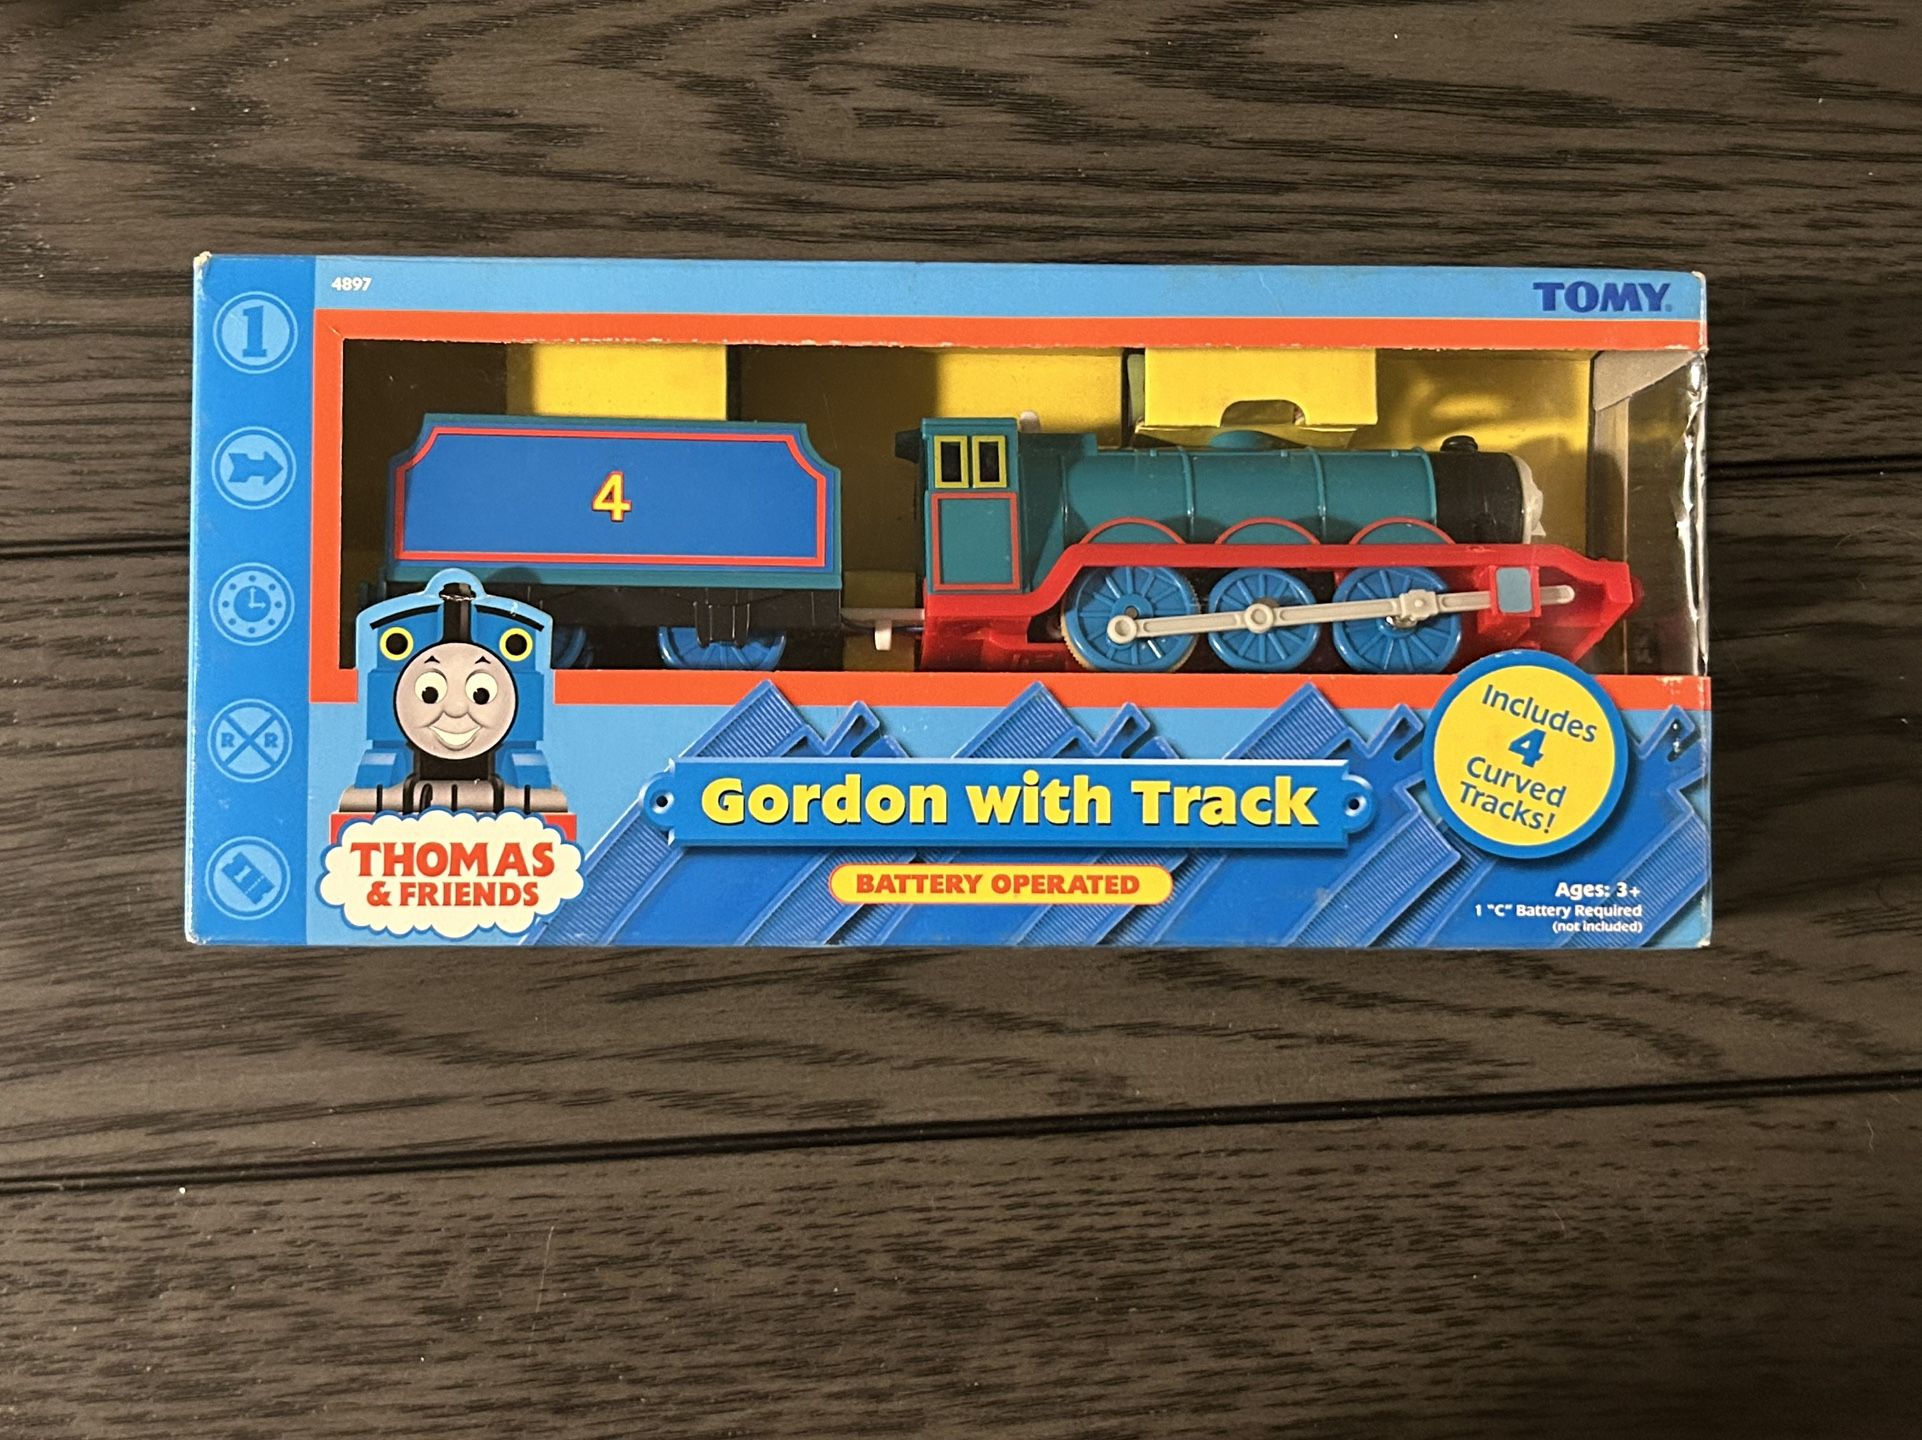 4897
TOMY®
1
4
R R
Includes
4
Curved
Tracks!
Gordon with Track
THOMAS
& FRIENDS
BATTERY OPERATED
Ages: 3+
1 "C" Battery Required
(not included)